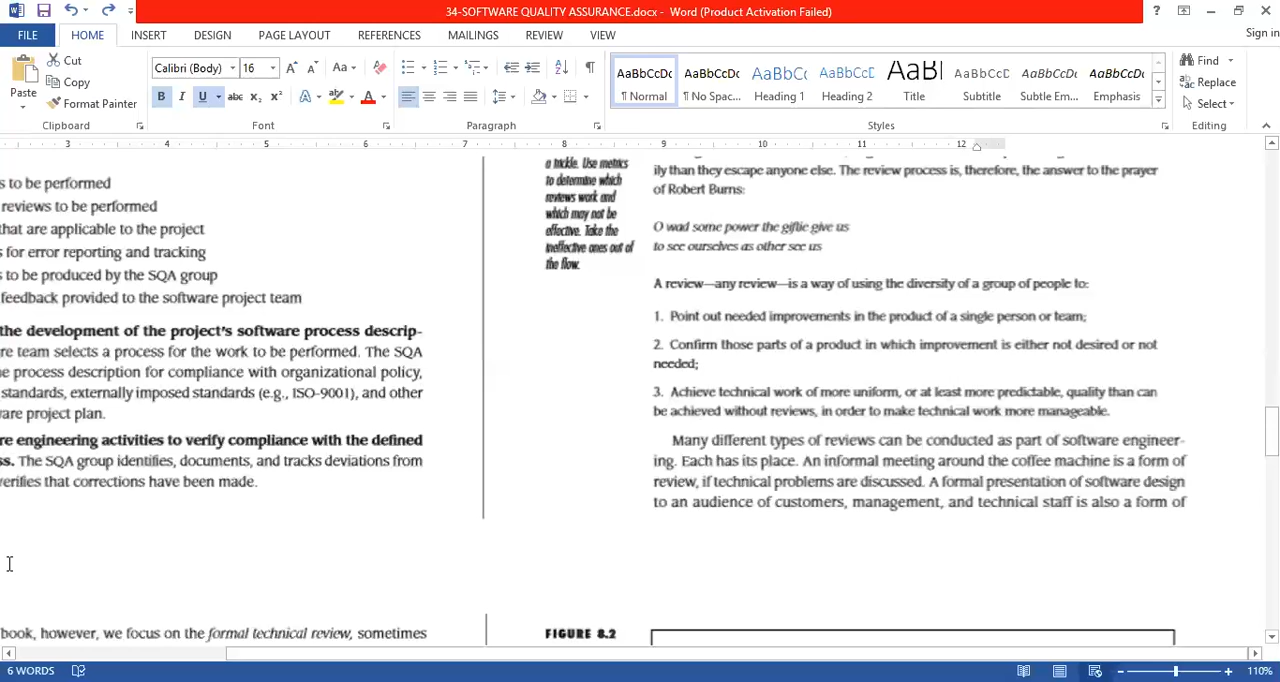 34-SOFTWARE QUALITY ASSURANCE.docx - Word (Product Activation Failed)
FILE HOME INSERT DESIGN PAGE LAYOUT REFERENCES MAILINGS REVIEW VIEW Sign in
Paste
Cut
Copy
Format Painter
Clipboard
Calibri (Body) 16
Font
Paragraph
AaBbCcDc AaBbCcDc AaBbCc AaBbCcC AaBl AaBbCcD AaBbCcDc AaBbCcDc
¶ Normal ¶ No Spac... Heading 1 Heading 2 Title Subtitle Subtle Em... Emphasis
Styles
Find
Replace
Select
Editing
3 4 5 6 7 8 9 10 11 12
s to be performed
reviews to be performed
that are applicable to the project
s for error reporting and tracking
s to be produced by the SQA group
feedback provided to the software project team
the development of the project's software process descrip-
re team selects a process for the work to be performed. The SQA
ne process description for compliance with organizational policy,
standards, externally imposed standards (e.g., ISO-9001), and other
vare project plan.
re engineering activities to verify compliance with the defined
ss. The SQA group identifies, documents, and tracks deviations from
verifies that corrections have been made.
book, however, we focus on the formal technical review, sometimes
a trickle. Use metrics
to determine which
reviews work and
which may not be
effective. Take the
ineffective ones out of
the flow.
ily than they escape anyone else. The review process is, therefore, the answer to the prayer
of Robert Burns:
O wad some power the giftie give us
to see ourselves as other see us
A review—any review—is a way of using the diversity of a group of people to:
1. Point out needed improvements in the product of a single person or team;
2. Confirm those parts of a product in which improvement is either not desired or not
needed;
3. Achieve technical work of more uniform, or at least more predictable, quality than can
be achieved without reviews, in order to make technical work more manageable.
Many different types of reviews can be conducted as part of software engineer-
ing. Each has its place. An informal meeting around the coffee machine is a form of
review, if technical problems are discussed. A formal presentation of software design
to an audience of customers, management, and technical staff is also a form of
FIGURE 8.2
6 WORDS
110%